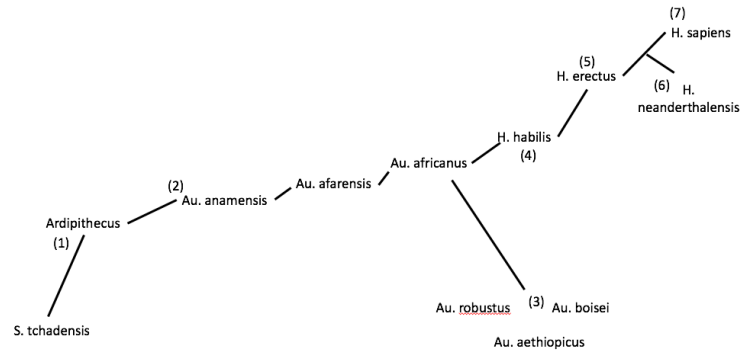 (7)
H. sapiens
(5)
H. erectus
(6) H.
neanderthalensis
H. habilis
(4)
Au. africanus
(2)
Au. anamensis
Au. afarensis
Ardipithecus
(1)
Au. robustus (3) Au. boisei
S. tchadensis
Au. aethiopicus